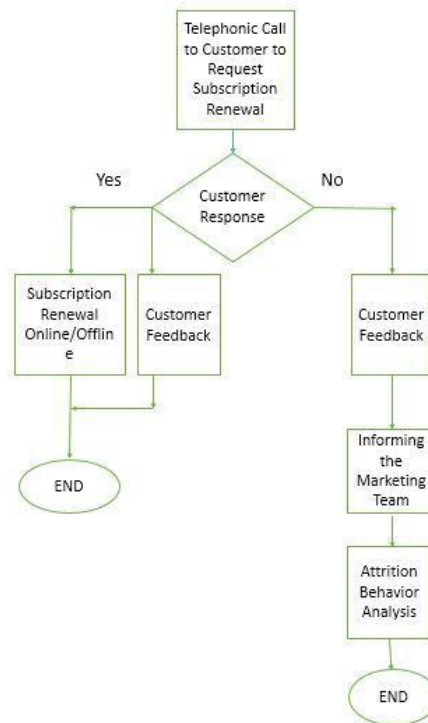 Telephonic Call
to Customer to
Request
Subscription
Renewal
Yes
Customer
Response
No
Subscription
Renewal
Online/Offlin
e
Customer
Feedback
Customer
Feedback
Informing
the
Marketing
Team
END
Attrition
Behavior
Analysis
END